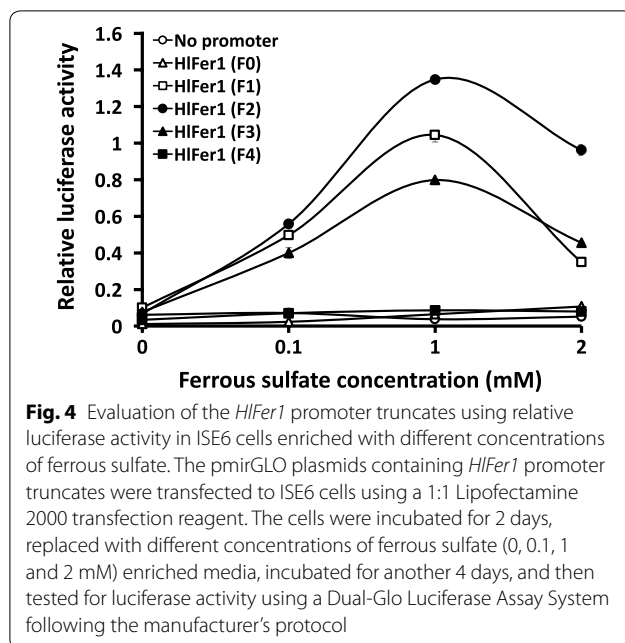 Relative luciferase activity
1.6
1.4
1.2
1
0.8
0.6
0.4
0.2
0
No promoter
HlFer1 (F0)
HlFer1 (F1)
HlFer1 (F2)
HlFer1 (F3)
HlFer1 (F4)
0 0.1 1 2
Ferrous sulfate concentration (mM)
Fig. 4 Evaluation of the HlFer1 promoter truncates using relative
luciferase activity in ISE6 cells enriched with different concentrations
of ferrous sulfate. The pmirGLO plasmids containing HlFer1 promoter
truncates were transfected to ISE6 cells using a 1:1 Lipofectamine
2000 transfection reagent. The cells were incubated for 2 days,
replaced with different concentrations of ferrous sulfate (0, 0.1, 1
and 2 mM) enriched media, incubated for another 4 days, and then
tested for luciferase activity using a Dual-Glo Luciferase Assay System
following the manufacturer's protocol